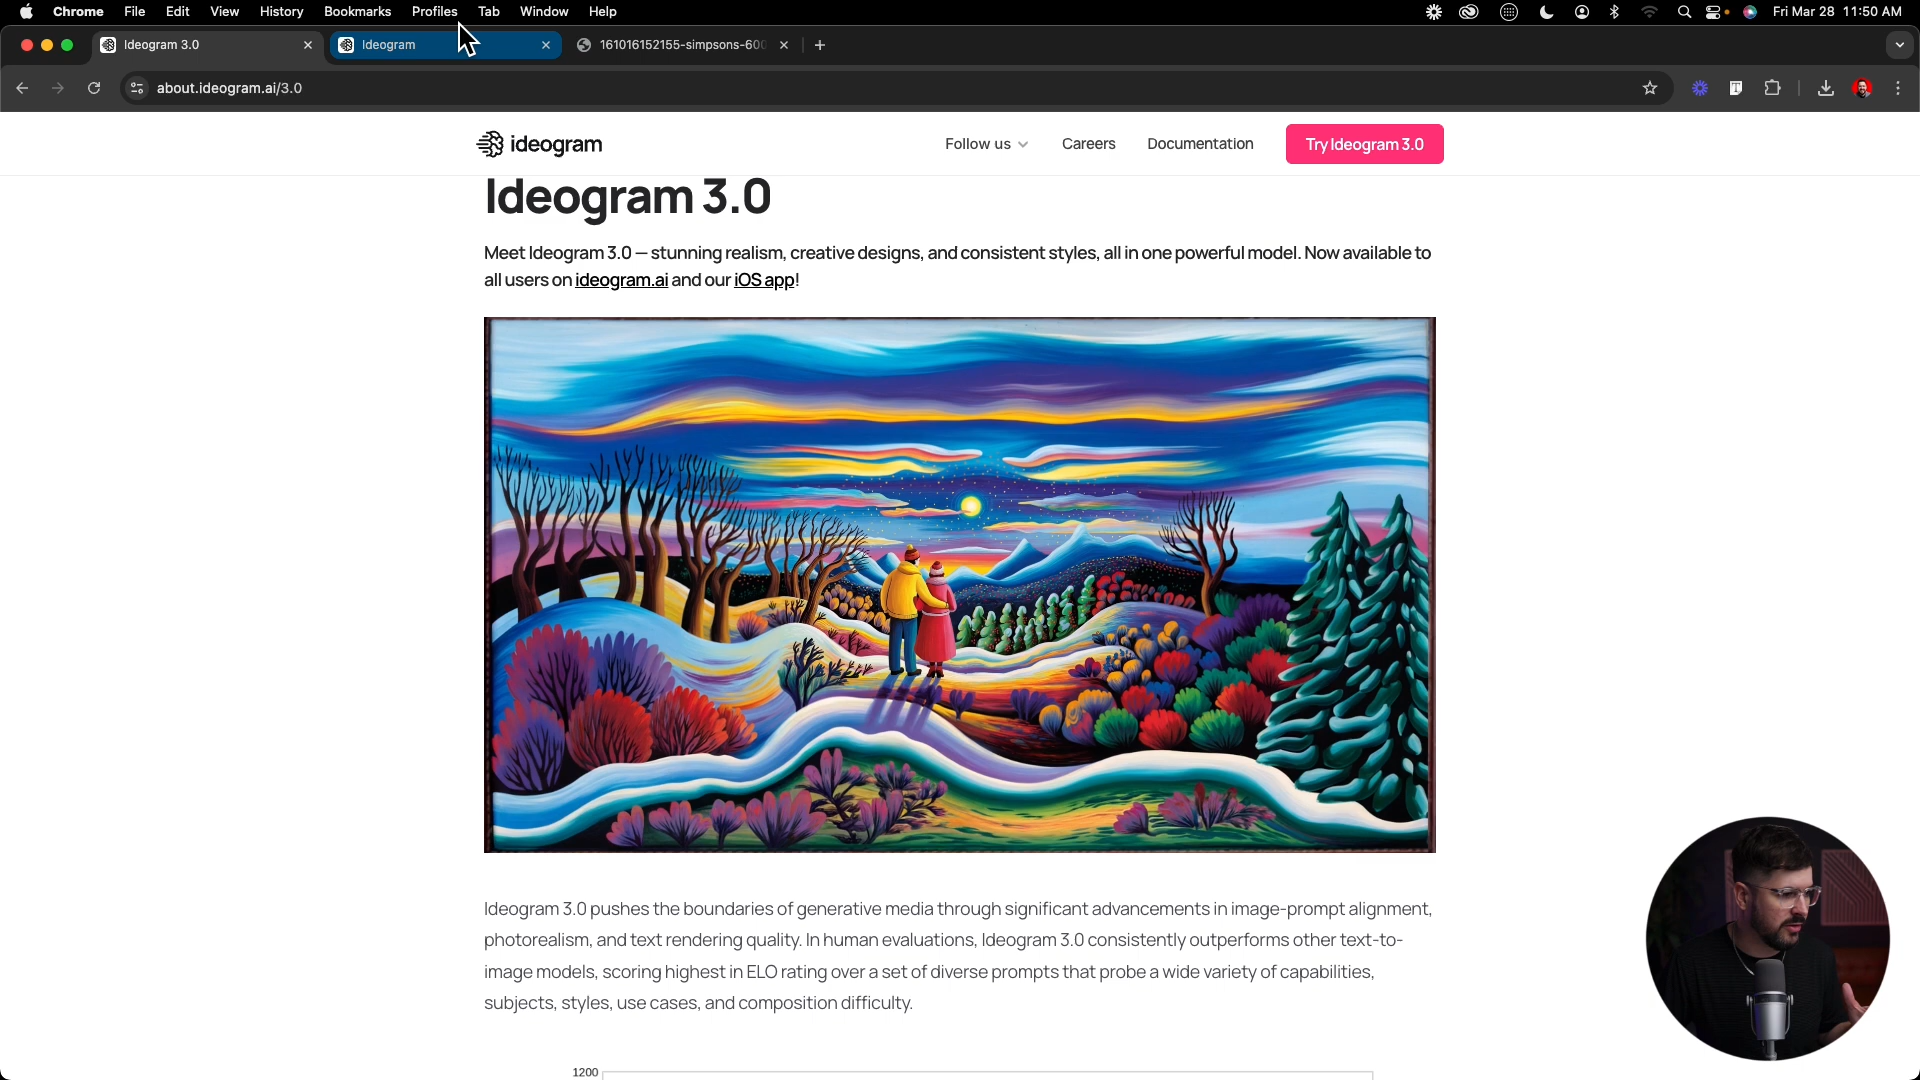 Chrome File Edit View History Bookmarks Profiles Tab Window Help Fri Mar 28 11:50 AM
Ideogram 3.0 Ideogram 161016152155-simpsons-600
about.ideogram.ai/3.0
ideogram Follow us Careers Documentation Try Ideogram 3.0
Ideogram 3.0
Meet Ideogram 3.0 — stunning realism, creative designs, and consistent styles, all in one powerful model. Now available to
all users on ideogram.ai and our iOS app!
Ideogram 3.0 pushes the boundaries of generative media through significant advancements in image-prompt alignment,
photorealism, and text rendering quality. In human evaluations, Ideogram 3.0 consistently outperforms other text-to-
image models, scoring highest in ELO rating over a set of diverse prompts that probe a wide variety of capabilities,
subjects, styles, use cases, and composition difficulty.
1200